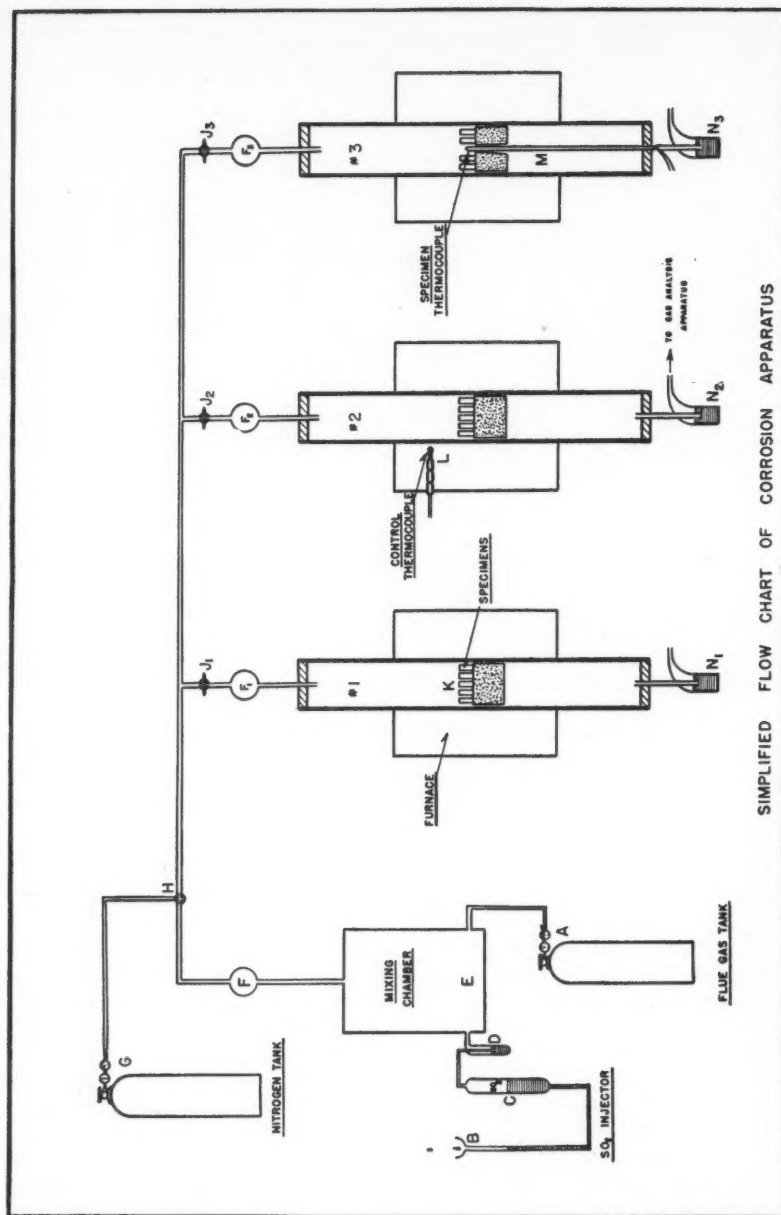 NITROGEN TANK
G
H
F
MIXING
CHAMBER
E
D
SO₂
C
B
SO₂ INJECTOR
A
FLUE GAS TANK
J₁
F₁
#1
K
SPECIMENS
FURNACE
N₁
J₂
F₂
#2
CONTROL
THERMOCOUPLE
L
N₂
TO GAS ANALYSIS
APPARATUS
J₃
F₃
#3
SPECIMEN
THERMOCOUPLE
M
N₃
SIMPLIFIED FLOW CHART OF CORROSION APPARATUS